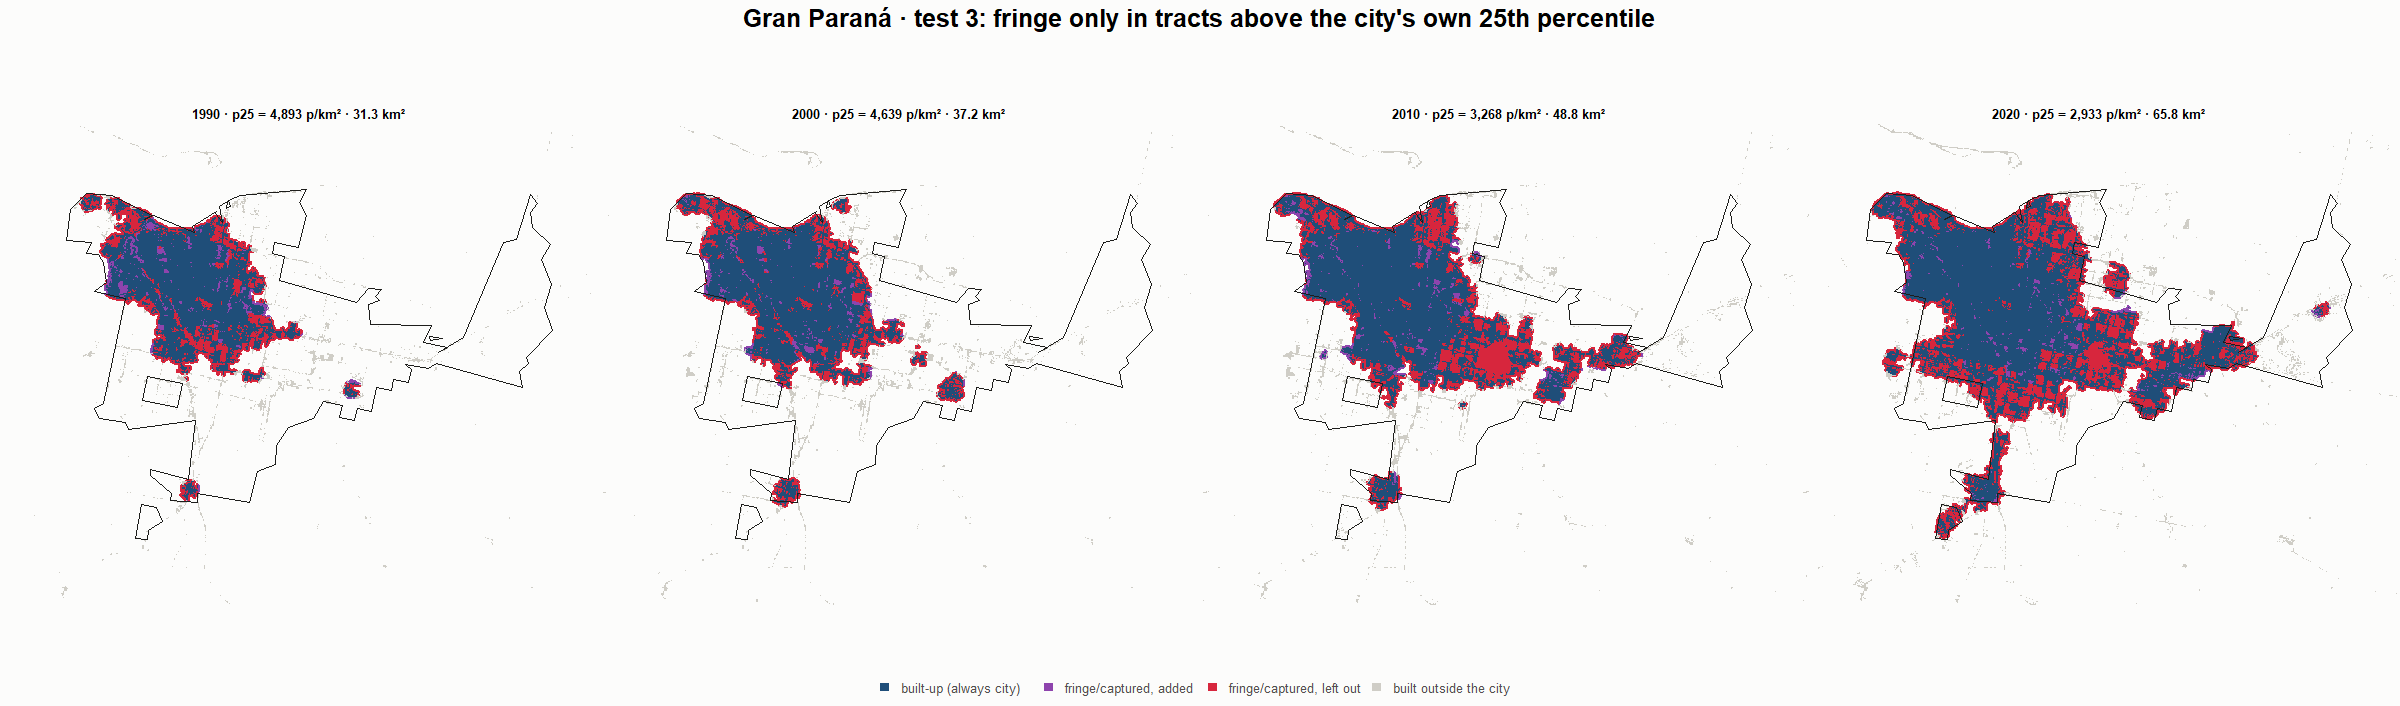 Gran Paraná · test 3: fringe only in tracts above the city's own 25th percentile
1990 · p25 = 4,893 p/km² · 31.3 km²
2000 · p25 = 4,639 p/km² · 37.2 km²
2010 · p25 = 3,268 p/km² · 48.8 km²
2020 · p25 = 2,933 p/km² · 65.8 km²
built-up (always city)
fringe/captured, added
fringe/captured, left out
built outside the city